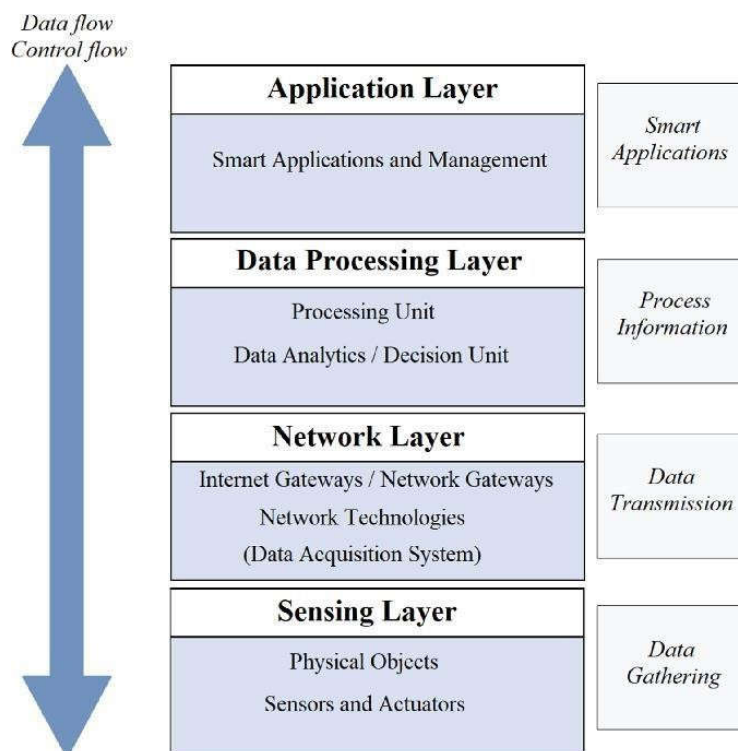 Data flow
Control flow
Application Layer
Smart Applications and Management
Smart
Applications
Data Processing Layer
Processing Unit
Data Analytics / Decision Unit
Process
Information
Network Layer
Internet Gateways / Network Gateways
Network Technologies
(Data Acquisition System)
Data
Transmission
Sensing Layer
Physical Objects
Sensors and Actuators
Data
Gathering